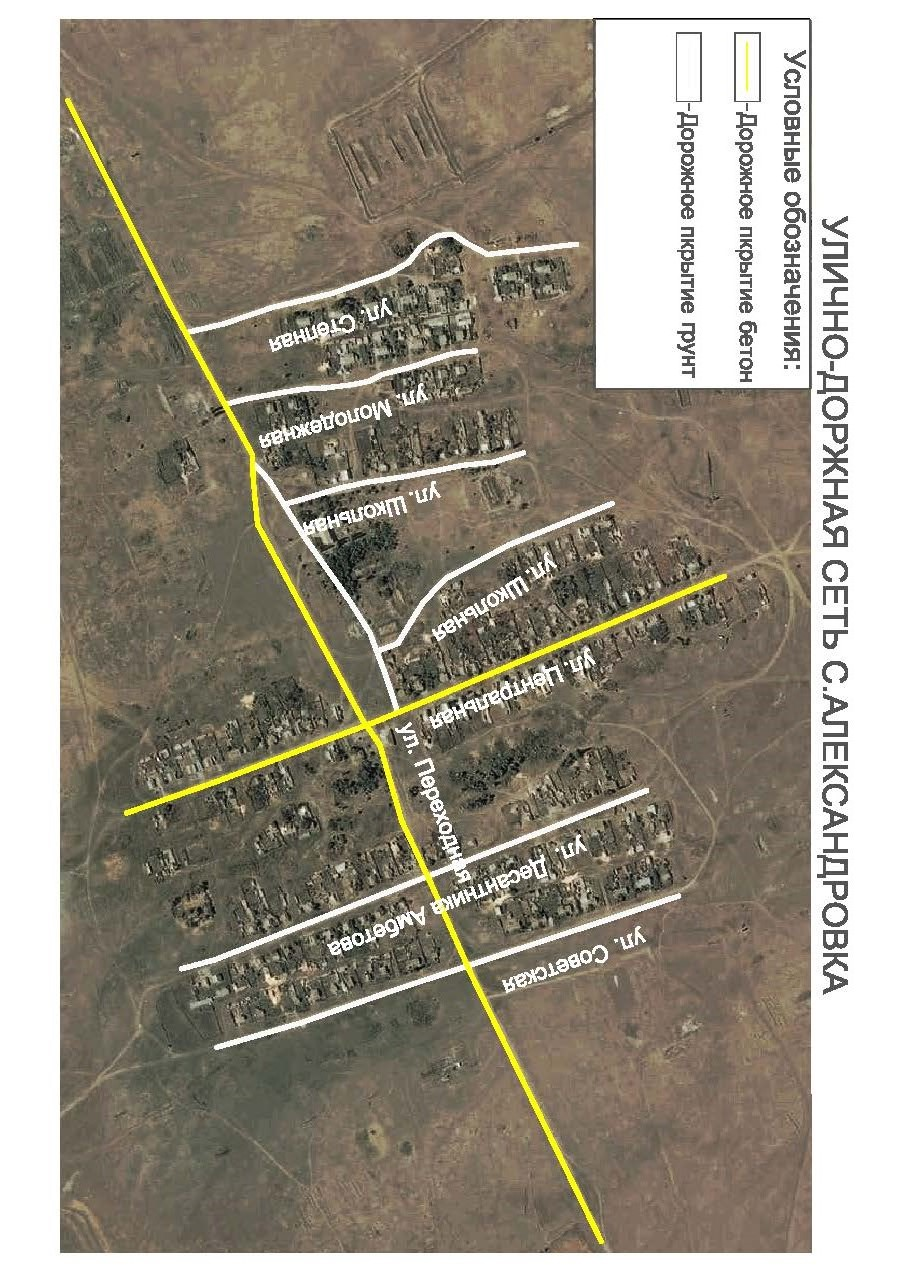 УЛИЧНО-ДОРЖНАЯ СЕТЬ С.АЛЕКСАНДРОВКА
Условные обозначения:
-Дорожное пкрытие бетон
-Дорожное пкрытие грунт
ул. Степная
ул. Молодежная
ул. Школьная
ул. Школьная
ул. Центральная
ул. Переходная
ул. Десантника Амбетова
ул. Советская